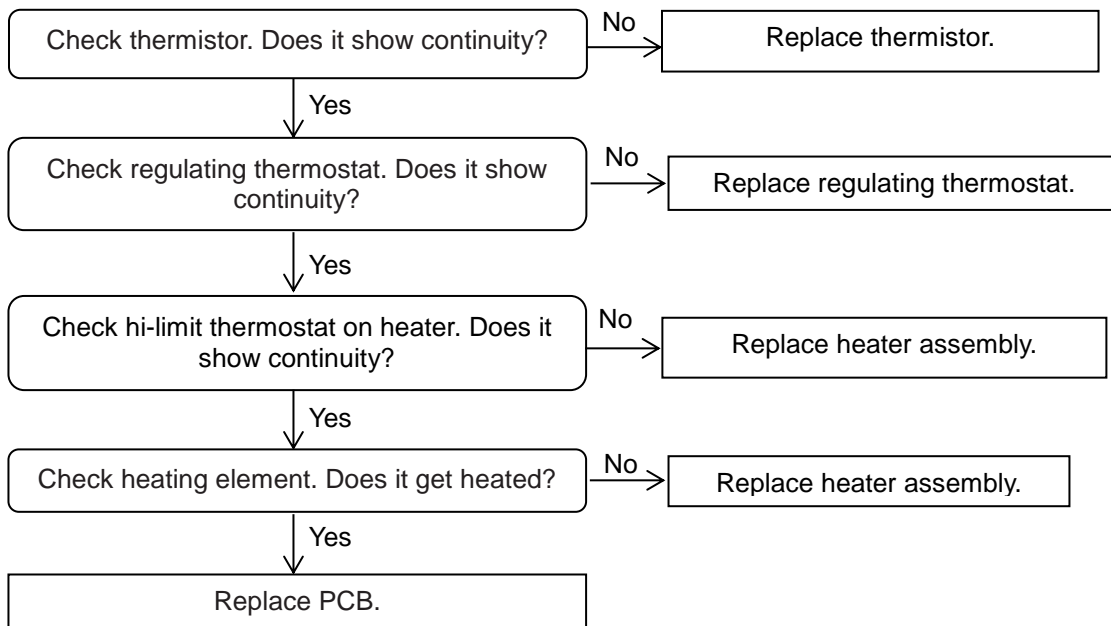 Check thermistor. Does it show continuity?
No
Replace thermistor.
Yes
Check regulating thermostat. Does it show
continuity?
No
Replace regulating thermostat.
Yes
Check hi-limit thermostat on heater. Does it
show continuity?
No
Replace heater assembly.
Yes
Check heating element. Does it get heated?
No
Replace heater assembly.
Yes
Replace PCB.